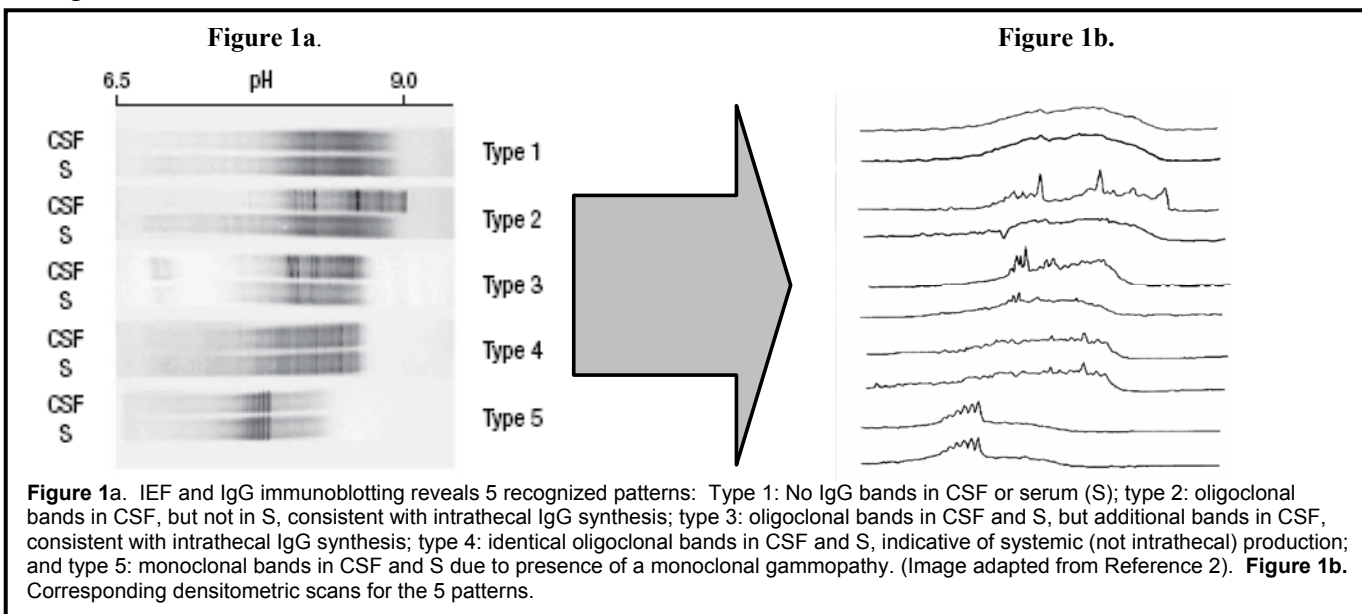 Figure 1a.
Figure 1b.
6.5 pH 9.0
CSF
S
Type 1
CSF
S
Type 2
CSF
S
Type 3
CSF
S
Type 4
CSF
S
Type 5
Figure 1a. IEF and IgG immunoblotting reveals 5 recognized patterns: Type 1: No IgG bands in CSF or serum (S); type 2: oligoclonal
bands in CSF, but not in S, consistent with intrathecal IgG synthesis; type 3: oligoclonal bands in CSF and S, but additional bands in CSF,
consistent with intrathecal IgG synthesis; type 4: identical oligoclonal bands in CSF and S, indicative of systemic (not intrathecal) production;
and type 5: monoclonal bands in CSF and S due to presence of a monoclonal gammopathy. (Image adapted from Reference 2). Figure 1b.
Corresponding densitometric scans for the 5 patterns.